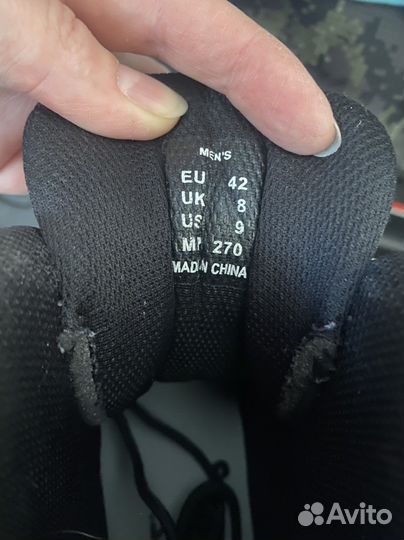 MEN'S
EU 42
UK 8
US 9
MM 270
MADE IN CHINA
Avito